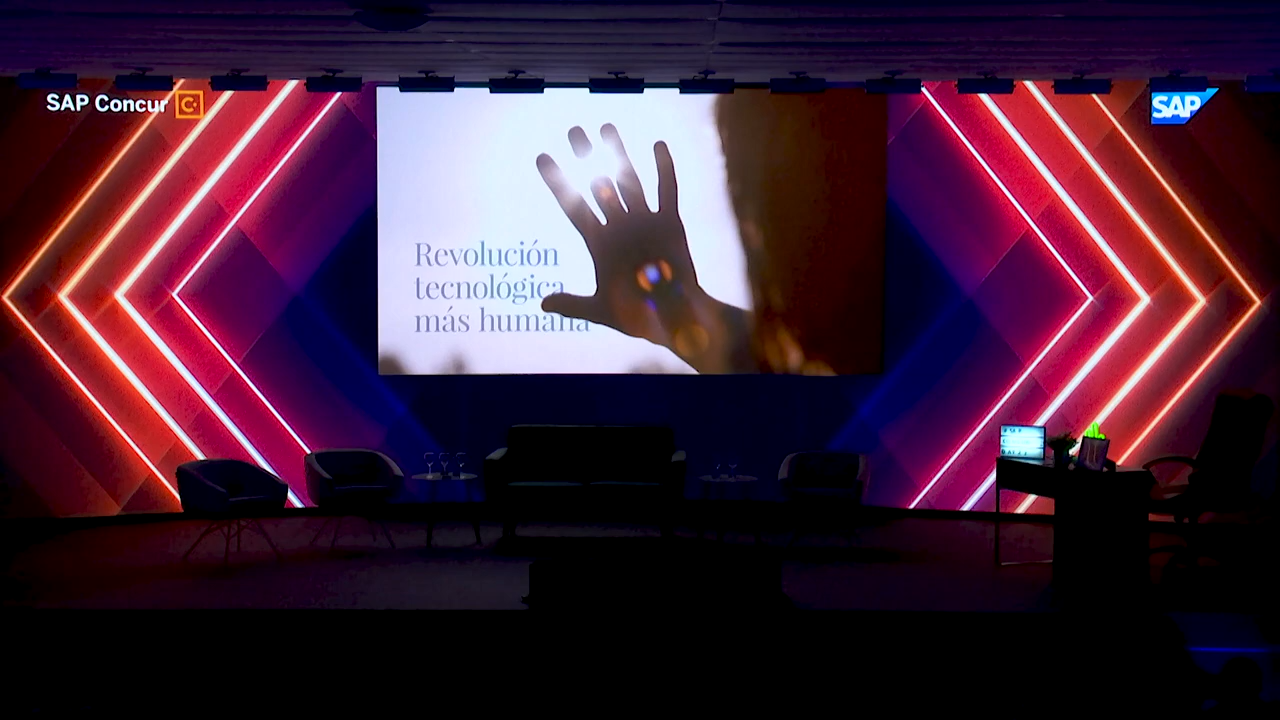 SAP Concur
SAP
Revolución
tecnológica
más humana